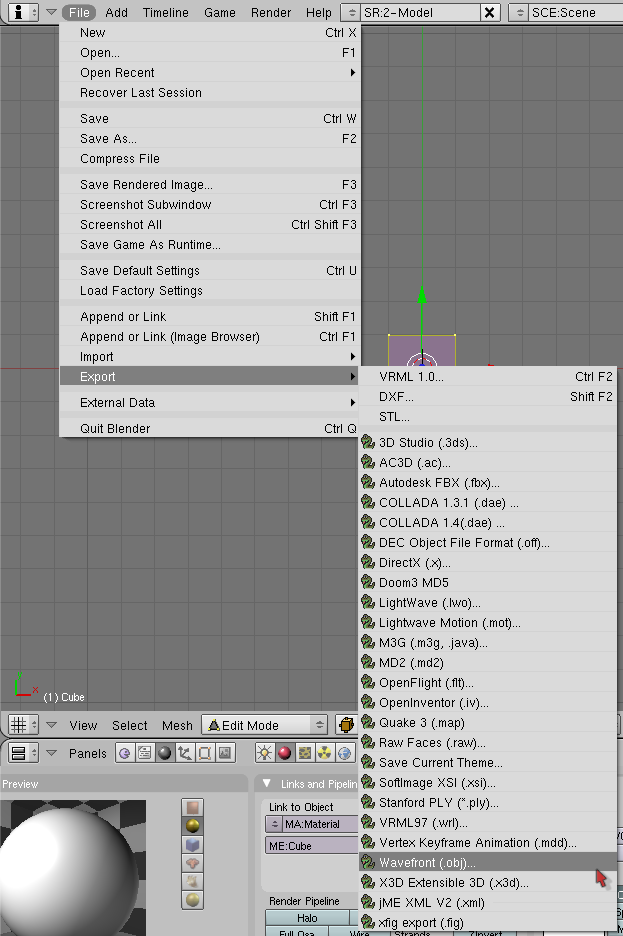 File Add Timeline Game Render Help SR:2-Model SCE:Scene
New Ctrl X
Open... F1
Open Recent
Recover Last Session
Save Ctrl W
Save As... F2
Compress File
Save Rendered Image... F3
Screenshot Subwindow Ctrl F3
Screenshot All Ctrl Shift F3
Save Game As Runtime...
Save Default Settings Ctrl U
Load Factory Settings
Append or Link Shift F1
Append or Link (Image Browser) Ctrl F1
Import
Export
External Data
Quit Blender Ctrl Q
VRML 1.0... Ctrl F2
DXF... Shift F2
STL...
3D Studio (.3ds)...
AC3D (.ac)...
Autodesk FBX (.fbx)...
COLLADA 1.3.1 (.dae) ...
COLLADA 1.4(.dae) ...
DEC Object File Format (.off)...
DirectX (.x)...
Doom3 MD5
LightWave (.lwo)...
Lightwave Motion (.mot)...
M3G (.m3g, .java)...
MD2 (.md2)
OpenFlight (.flt)...
OpenInventor (.iv)...
Quake 3 (.map)
Raw Faces (.raw)...
Save Current Theme...
SoftImage XSI (.xsi)...
Stanford PLY (*.ply)...
VRML97 (.wrl)...
Vertex Keyframe Animation (.mdd)...
Wavefront (.obj)...
X3D Extensible 3D (.x3d)...
jME XML V2 (.xml)
xfig export (.fig)
x
(1) Cube
View Select Mesh Edit Mode
Panels
Preview
Links and Pipelin
Link to Object
MA:Material
ME:Cube
Render Pipeline
Halo
Full Osa Wire Strands ZInvert